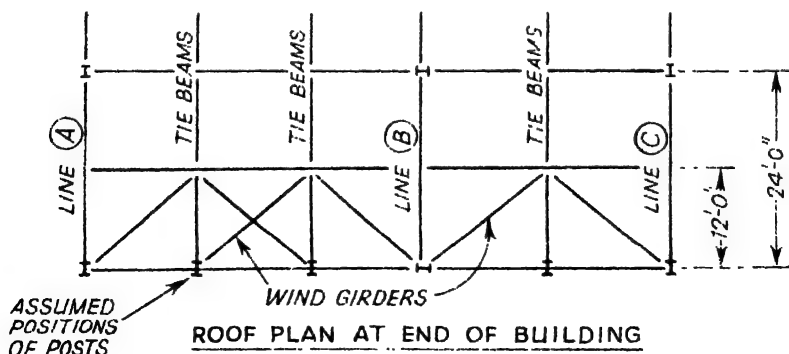 TIE BEAMS
TIE BEAMS
TIE BEAMS
LINE (A)
LINE (B)
LINE (C)
12'-0"
24'-0"
WIND GIRDERS
ASSUMED
POSITIONS
OF POSTS
ROOF PLAN AT END OF BUILDING